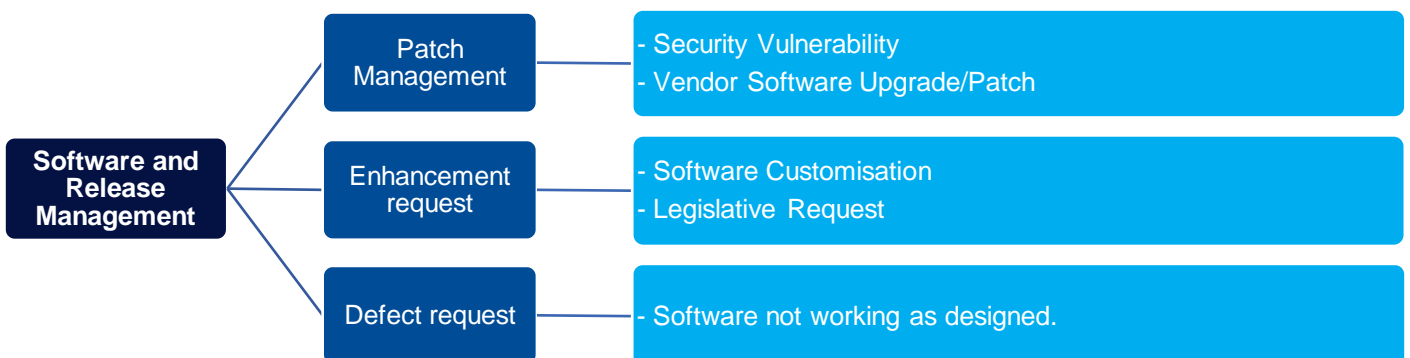 Software and
Release
Management
Patch
Management
- Security Vulnerability
- Vendor Software Upgrade/Patch
Enhancement
request
- Software Customisation
- Legislative Request
Defect request
- Software not working as designed.